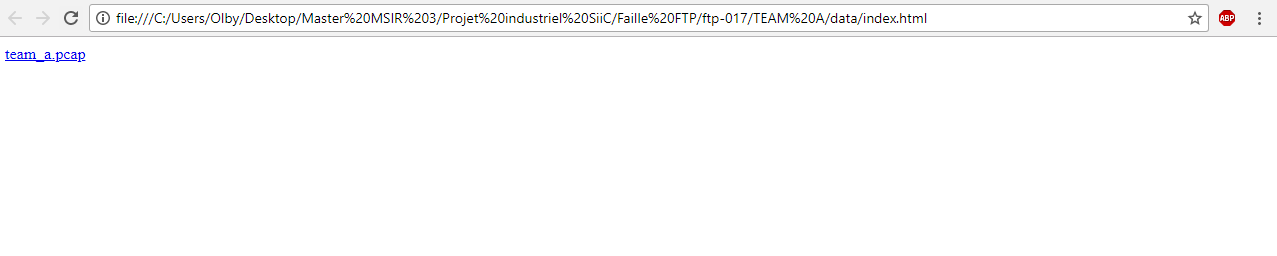 file:///C:/Users/Olby/Desktop/Master%20MSIR%203/Projet%20industriel%20SiiC/Faille%20FTP/ftp-017/TEAM%20A/data/index.html
ABP
team_a.pcap